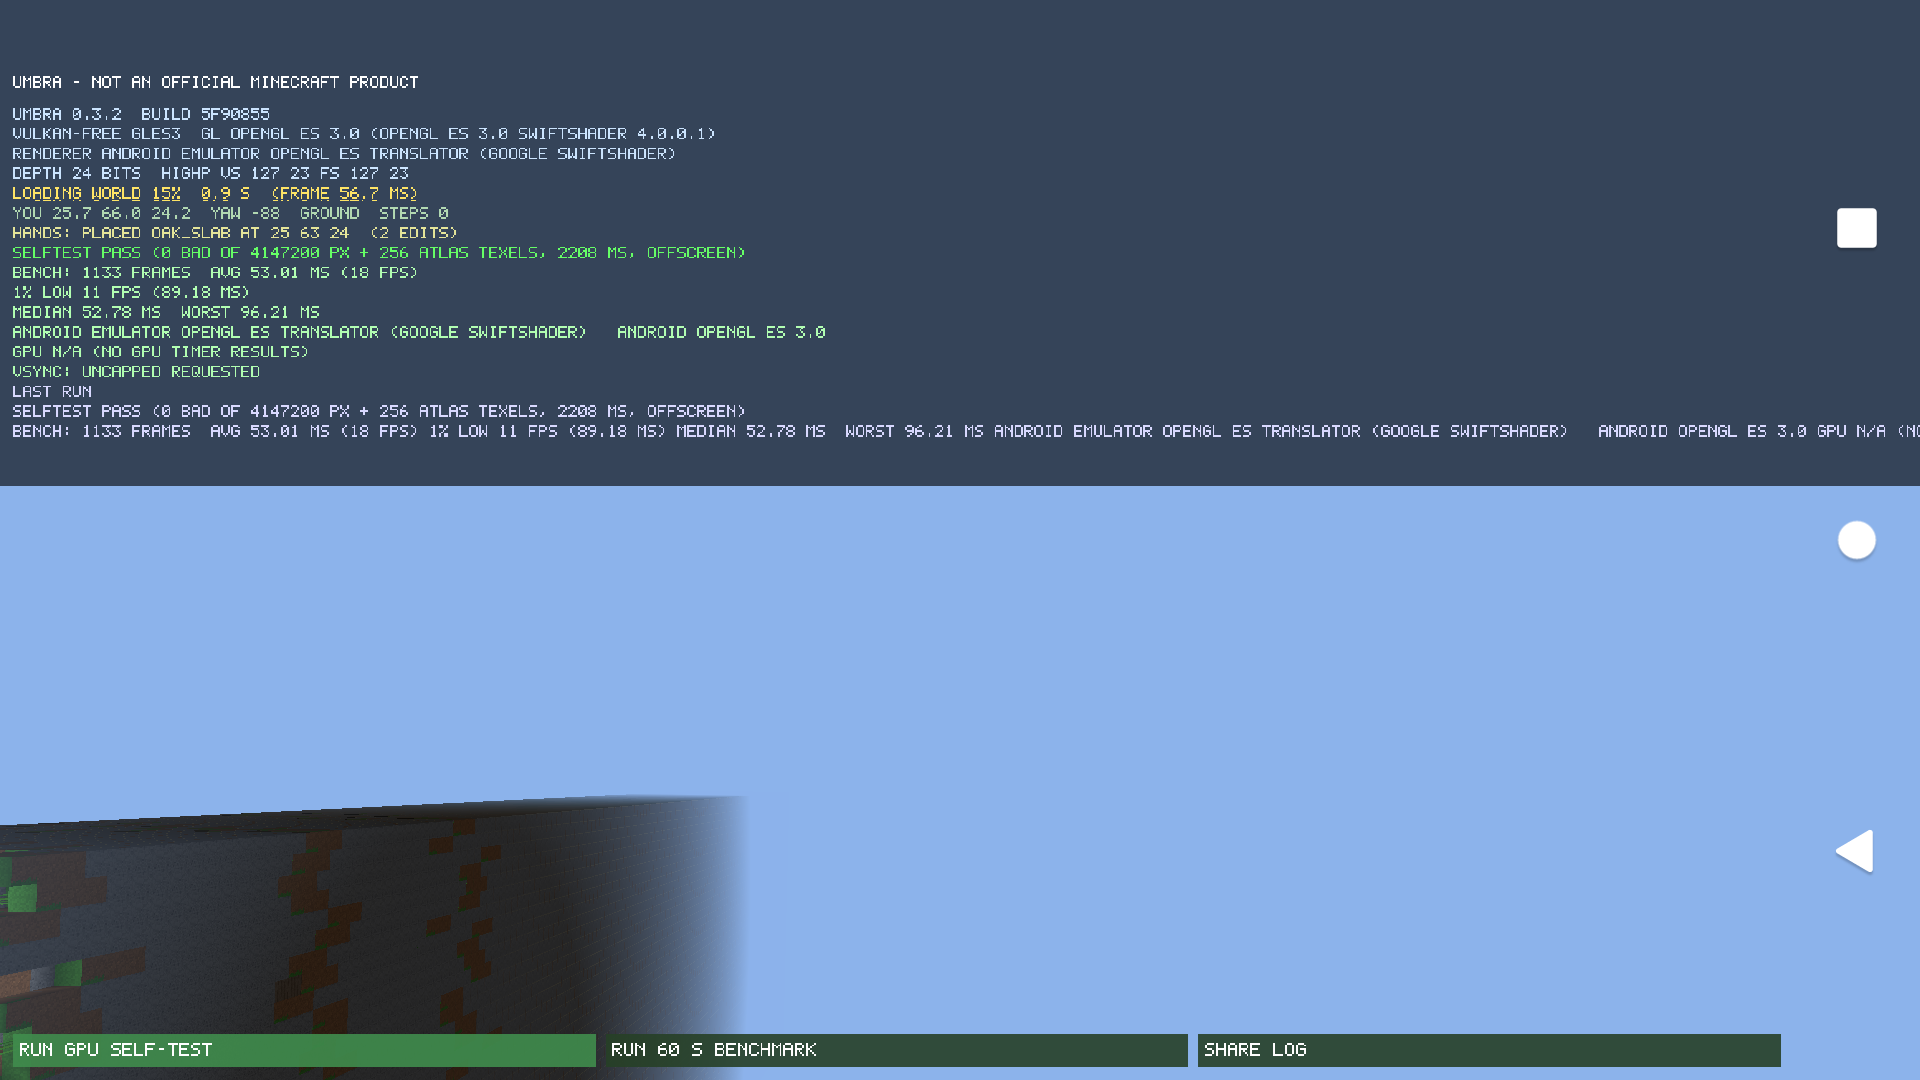 UMBRA - NOT AN OFFICIAL MINECRAFT PRODUCT
UMBRA 0.3.2  BUILD 5F90855
VULKAN-FREE GLES3  GL OPENGL ES 3.0 (OPENGL ES 3.0 SWIFTSHADER 4.0.0.1)
RENDERER ANDROID EMULATOR OPENGL ES TRANSLATOR (GOOGLE SWIFTSHADER)
DEPTH 24 BITS  HIGHP VS 127 23 FS 127 23
LOADING WORLD 15%  0,9 S  (FRAME 56.7 MS)
YOU 25.7 66.0 24.2  YAW -88  GROUND  STEPS 0
HANDS: PLACED OAK_SLAB AT 25 63 24  (2 EDITS)
SELFTEST PASS (0 BAD OF 4147200 PX + 256 ATLAS TEXELS, 2208 MS, OFFSCREEN)
BENCH: 1133 FRAMES  AVG 53.01 MS (18 FPS)
1% LOW 11 FPS (89.18 MS)
MEDIAN 52.78 MS  WORST 96.21 MS
ANDROID EMULATOR OPENGL ES TRANSLATOR (GOOGLE SWIFTSHADER)   ANDROID OPENGL ES 3.0
GPU N/A (NO GPU TIMER RESULTS)
VSYNC: UNCAPPED REQUESTED
LAST RUN
SELFTEST PASS (0 BAD OF 4147200 PX + 256 ATLAS TEXELS, 2208 MS, OFFSCREEN)
BENCH: 1133 FRAMES  AVG 53.01 MS (18 FPS) 1% LOW 11 FPS (89.18 MS) MEDIAN 52.78 MS  WORST 96.21 MS ANDROID EMULATOR OPENGL ES TRANSLATOR (GOOGLE SWIFTSHADER)   ANDROID OPENGL ES 3.0 GPU N/A (NO
RUN GPU SELF-TEST
RUN 60 S BENCHMARK
SHARE LOG